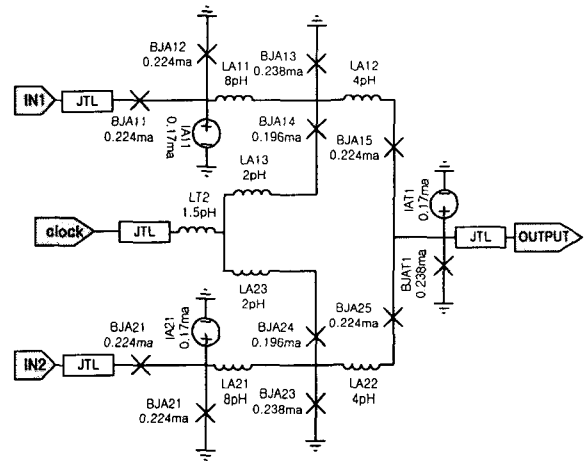 BJA12
0.224ma
LA11
8pH
BJA13
0.238ma
LA12
4pH
IN1
JTL
BJA11
0.224ma
IA11
0.17ma
BJA14
0.196ma
BJA15
0.224ma
LA13
2pH
LT2
1.5pH
clock
JTL
IAT1
0.17ma
JTL
OUTPUT
BJAT1
0.238ma
LA23
2pH
IA21
0.17ma
BJA21
0.224ma
BJA24
0.196ma
BJA25
0.224ma
IN2
JTL
BJA21
0.224ma
LA21
8pH
BJA23
0.238ma
LA22
4pH